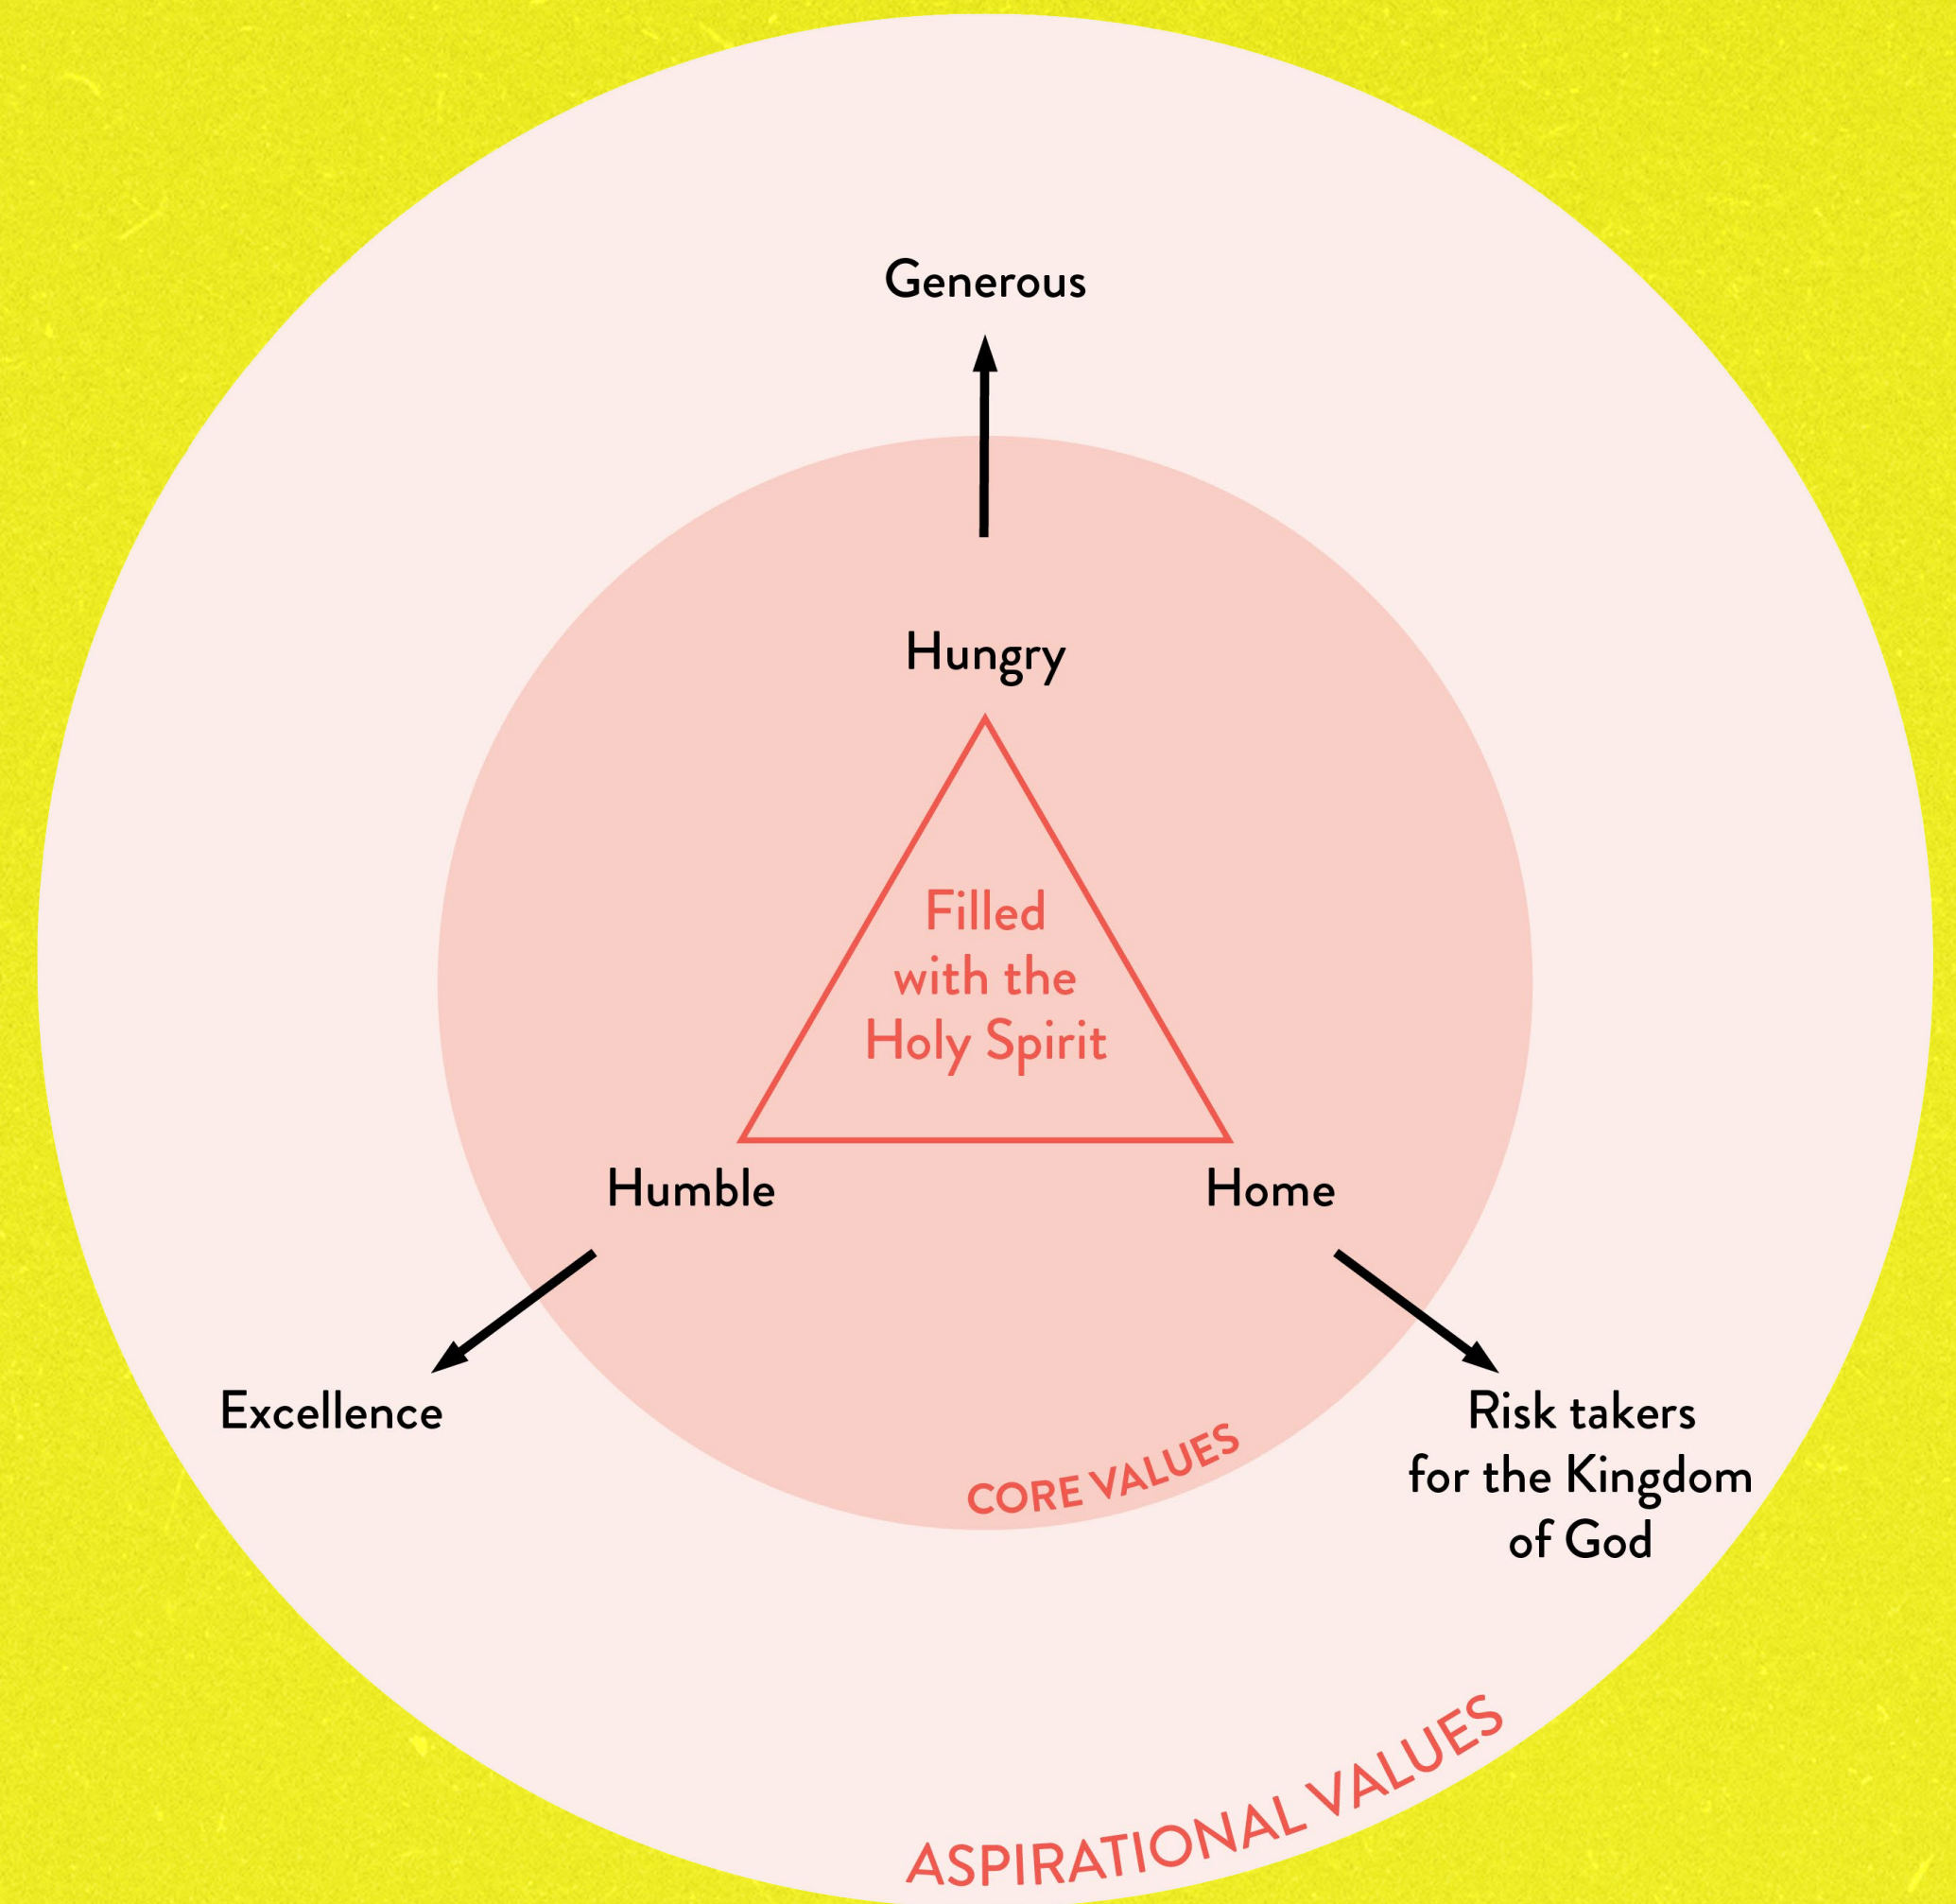 Generous
Hungry
Filled
with the
Holy Spirit
Humble
Home
Excellence
Risk takers
for the Kingdom
of God
CORE VALUES
ASPIRATIONAL VALUES